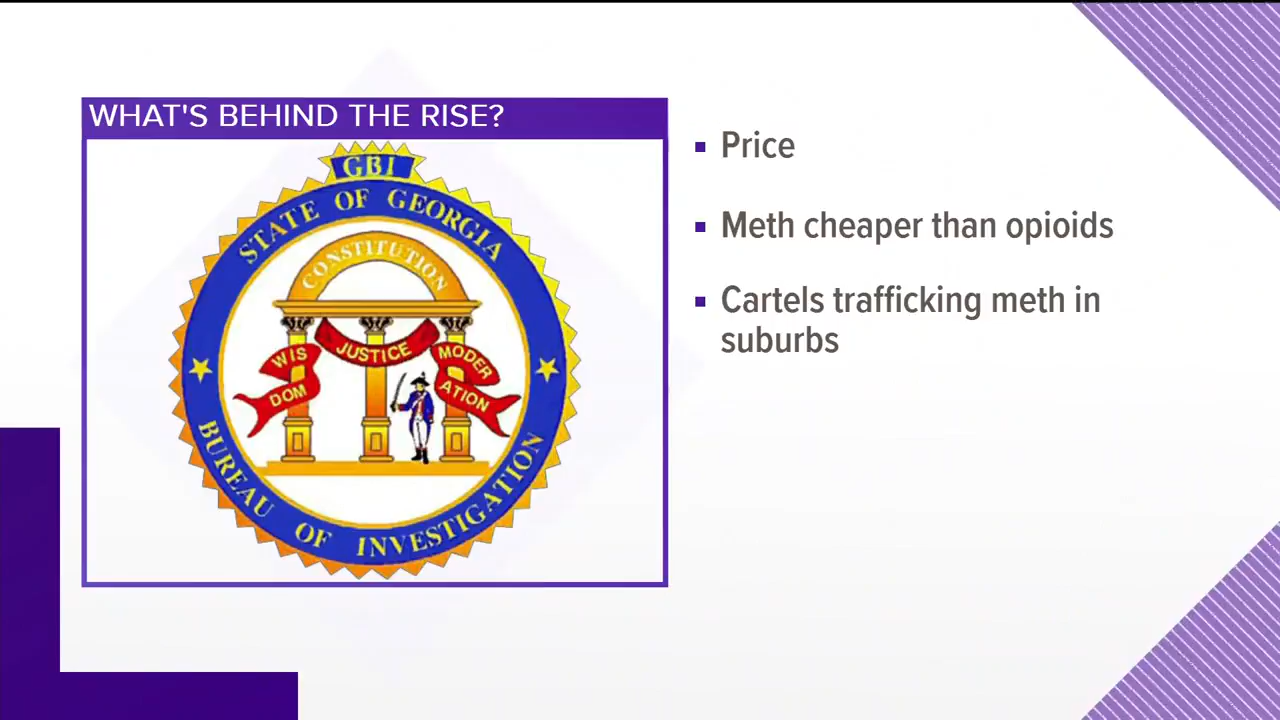 WHAT'S BEHIND THE RISE?
GBI
STATE OF GEORGIA
CONSTITUTION
WIS
DOM
JUSTICE
MODER
ATION
BUREAU OF INVESTIGATION
Price
Meth cheaper than opioids
Cartels trafficking meth in
suburbs